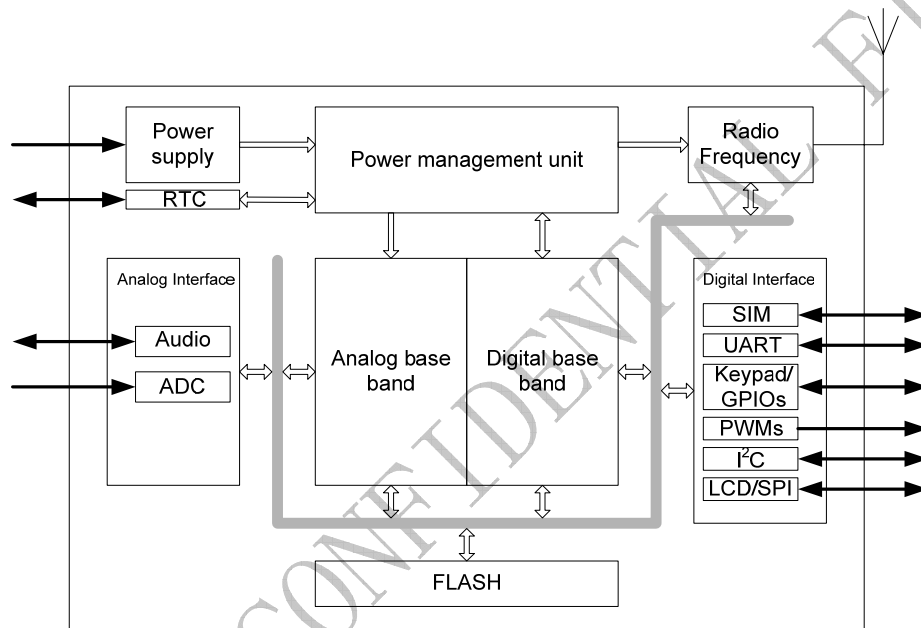 Power
supply
Power management unit
Radio
Frequency
RTC
Analog Interface
Audio
ADC
Analog base
band
Digital base
band
Digital Interface
SIM
UART
Keypad/
GPIOs
PWMs
I²C
LCD/SPI
FLASH
CONFIDENTIAL F